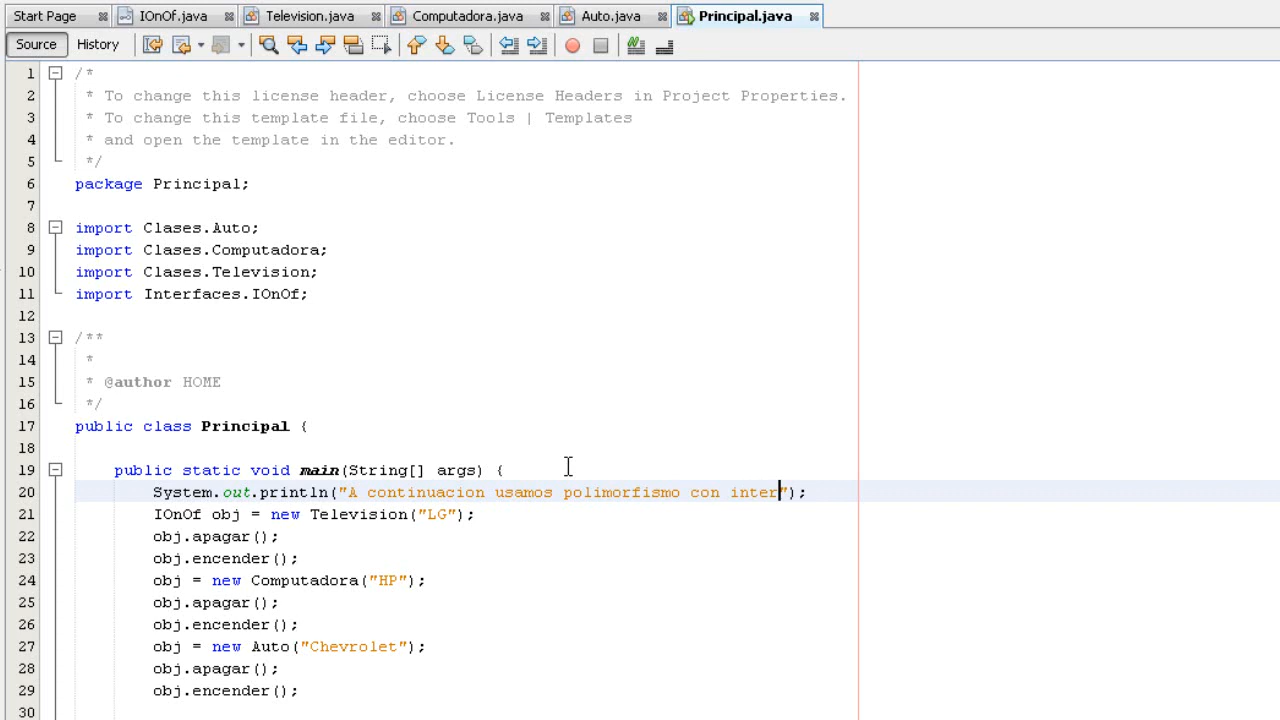 Start Page IOnOf.java Television.java Computadora.java Auto.java Principal.java
Source History
1 /*
2 * To change this license header, choose License Headers in Project Properties.
3 * To change this template file, choose Tools | Templates
4 * and open the template in the editor.
5 */
6 package Principal;
7
8 import Clases.Auto;
9 import Clases.Computadora;
10 import Clases.Television;
11 import Interfaces.IOnOf;
12
13 /**
14 *
15 * @author HOME
16 */
17 public class Principal {
18
19 public static void main(String[] args) {
20 System.out.println("A continuacion usamos polimorfismo con inter");
21 IOnOf obj = new Television("LG");
22 obj.apagar();
23 obj.encender();
24 obj = new Computadora("HP");
25 obj.apagar();
26 obj.encender();
27 obj = new Auto("Chevrolet");
28 obj.apagar();
29 obj.encender();
30